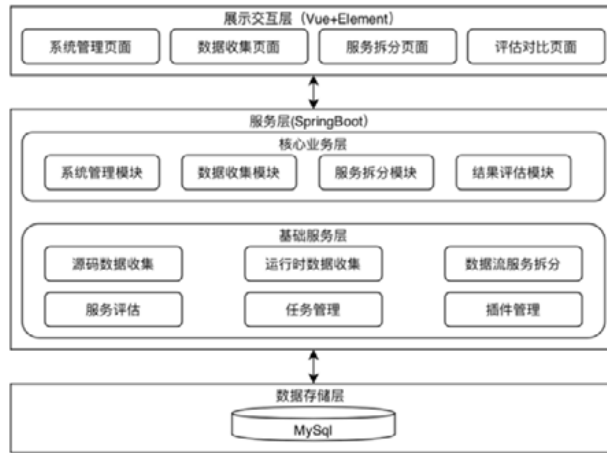 展示交互层（Vue+Element）
系统管理页面 数据收集页面 服务拆分页面 评估对比页面
服务层(SpringBoot）
核心业务层
系统管理模块 数据收集模块 服务拆分模块 结果评估模块
基础服务层
源码数据收集 运行时数据收集 数据流服务拆分
服务评估 任务管理 插件管理
数据存储层
MySql